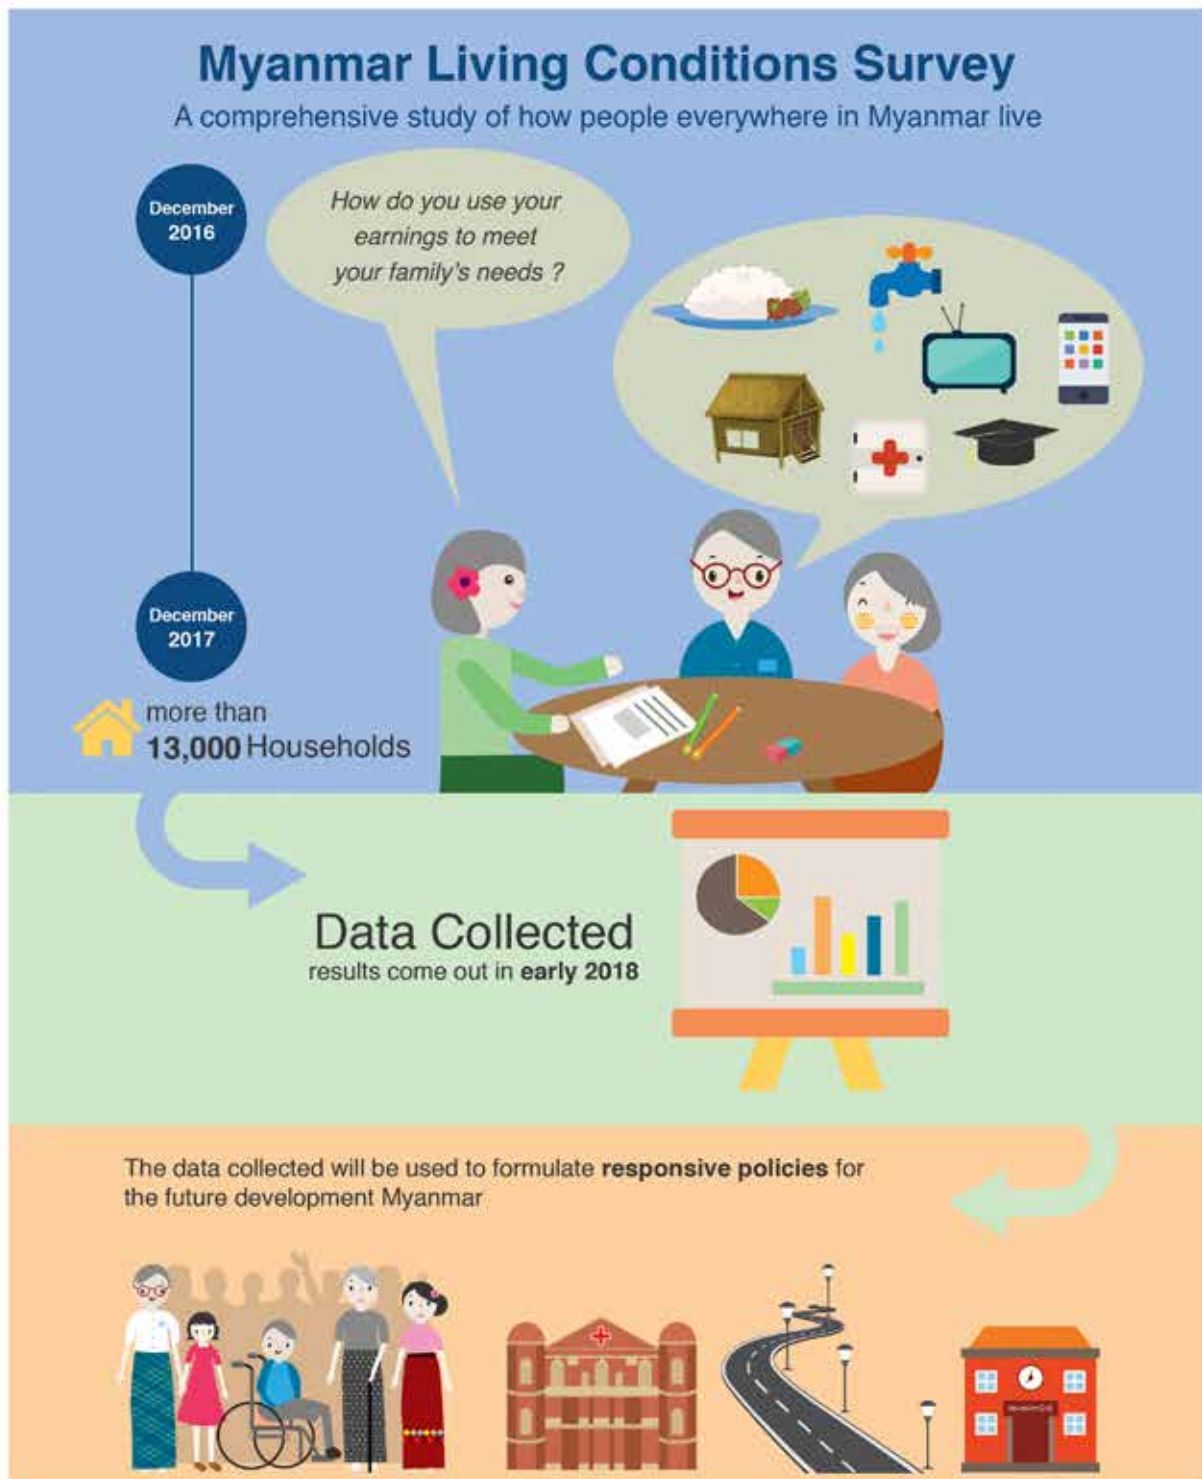 Myanmar Living Conditions Survey
A comprehensive study of how people everywhere in Myanmar live
December
2016
How do you use your
earnings to meet
your family's needs ?
December
2017
more than
13,000 Households
Data Collected
results come out in early 2018
The data collected will be used to formulate responsive policies for
the future development Myanmar